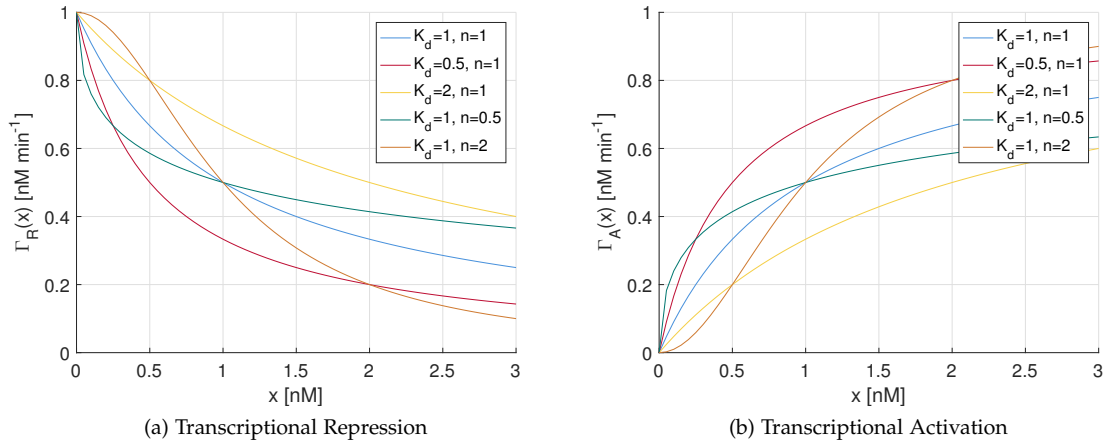 1
0.8
0.6
0.4
0.2
0
Γ_R(x) [nM min⁻¹]
K_d=1, n=1
K_d=0.5, n=1
K_d=2, n=1
K_d=1, n=0.5
K_d=1, n=2
0 0.5 1 1.5 2 2.5 3
x [nM]
(a) Transcriptional Repression
1
0.8
0.6
0.4
0.2
0
Γ_A(x) [nM min⁻¹]
K_d=1, n=1
K_d=0.5, n=1
K_d=2, n=1
K_d=1, n=0.5
K_d=1, n=2
0 0.5 1 1.5 2 2.5 3
x [nM]
(b) Transcriptional Activation